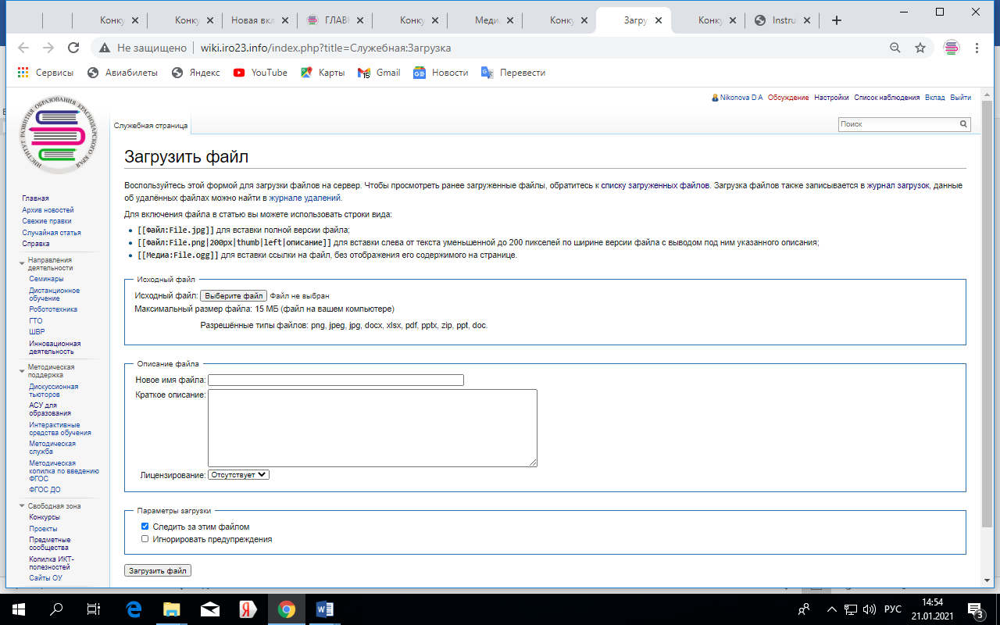 Конку
Конку
Новая вкл
ГЛАВН
Конку
Меди
Конку
Загру
Конку
Instru
Не защищено
wiki.iro23.info/index.php?title=Служебная:Загрузка
Сервисы
Авиабилеты
Яндекс
YouTube
Карты
Gmail
Новости
Перевести
ИНСТИТУТ РАЗВИТИЯ ОБРАЗОВАНИЯ КРАСНОДАРСКОГО КРАЯ
Nikonova D A Обсуждение Настройки Список наблюдения Вклад Выйти
Служебная страница
Поиск
Загрузить файл
Воспользуйтесь этой формой для загрузки файлов на сервер. Чтобы просмотреть ранее загруженные файлы, обратитесь к списку загруженных файлов. Загрузка файлов также записывается в журнал загрузок, данные
об удалённых файлах можно найти в журнале удалений.
Для включения файла в статью вы можете использовать строки вида:
[[Файл:File.jpg]] для вставки полной версии файла;
[[Файл:File.png|200px|thumb|left|описание]] для вставки слева от текста уменьшенной до 200 пикселей по ширине версии файла с выводом под ним указанного описания;
[[Медиа:File.ogg]] для вставки ссылки на файл, без отображения его содержимого на странице.
Исходный файл
Исходный файл: Выберите файл Файл не выбран
Максимальный размер файла: 15 МБ (файл на вашем компьютере)
Разрешённые типы файлов: png, jpeg, jpg, docx, xlsx, pdf, pptx, zip, ppt, doc.
Описание файла
Новое имя файла:
Краткое описание:
Лицензирование: Отсутствует
Параметры загрузки
Следить за этим файлом
Игнорировать предупреждения
Загрузить файл
Главная
Архив новостей
Свежие правки
Случайная статья
Справка
Направления
деятельности
Семинары
Дистанционное
обучение
Робототехника
ГТО
ШВР
Инновационная
деятельность
Методическая
поддержка
Дискуссионная
тьюторов
АСУ для
образования
Интерактивные
средства обучения
Методическая
служба
Методическая
копилка по введению
ФГОС
ФГОС ДО
Свободная зона
Конкурсы
Проекты
Предметные
сообщества
Копилка ИКТ-
полезностей
Сайты ОУ
РУС
14:54
21.01.2021
3